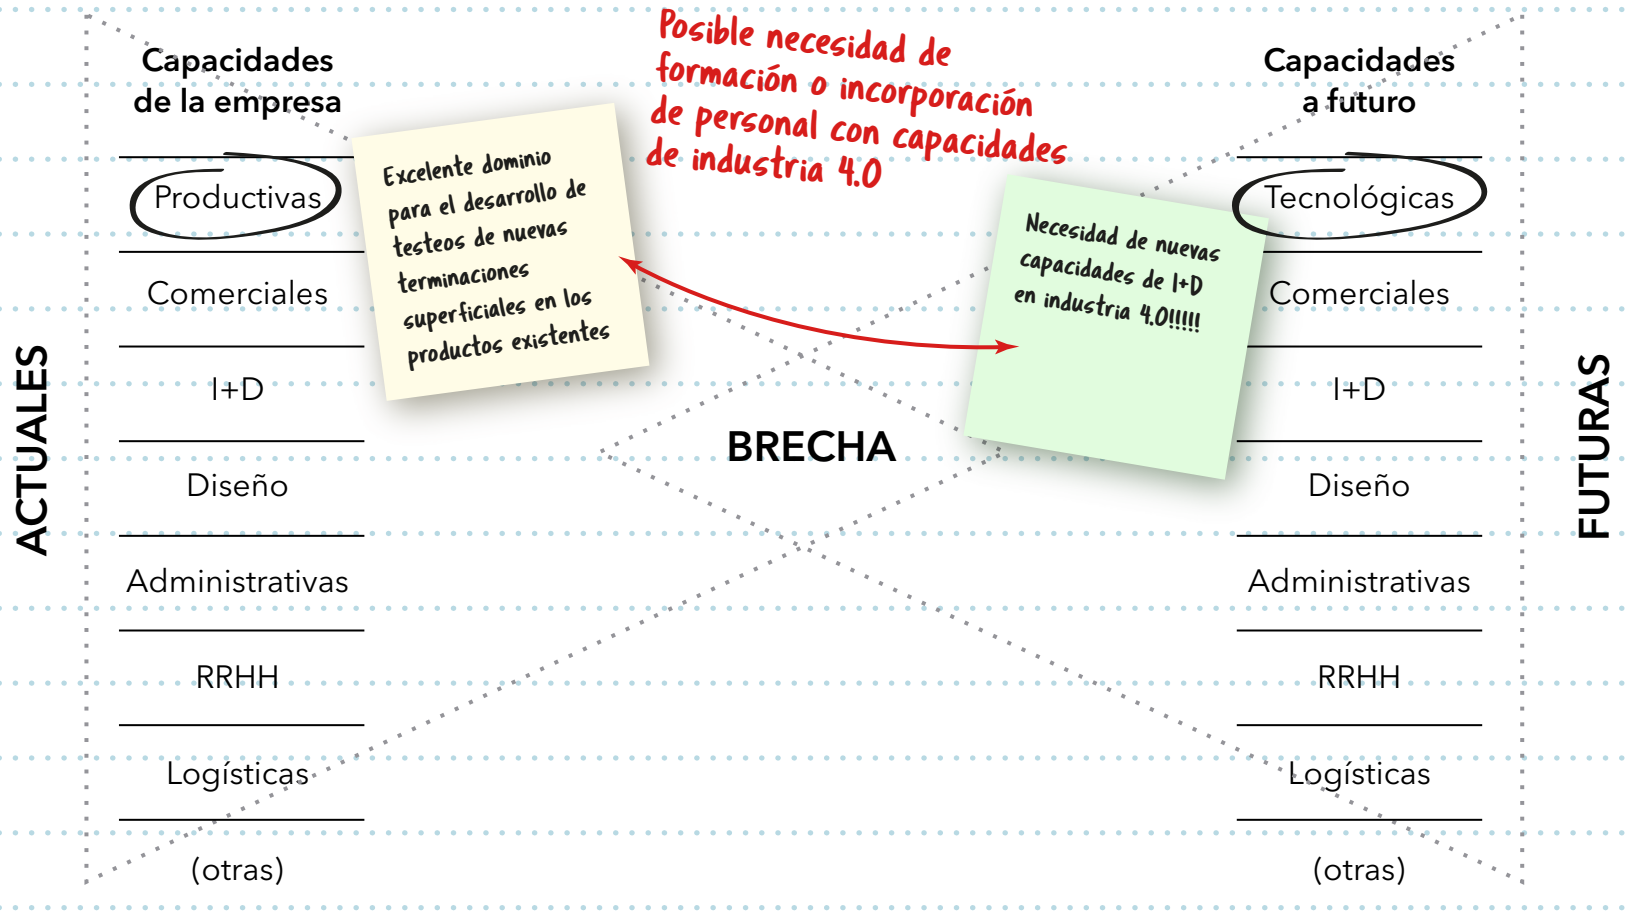 ACTUALES
Capacidades
de la empresa
Productivas
Comerciales
I+D
Diseño
Administrativas
RRHH
Logísticas
(otras)
Excelente dominio
para el desarrollo de
testeos de nuevas
terminaciones
superficiales en los
productos existentes
Posible necesidad de
formación o incorporación
de personal con capacidades
de industria 4.0
BRECHA
Necesidad de nuevas
capacidades de I+D
en industria 4.0!!!!!
Capacidades
a futuro
Tecnológicas
Comerciales
I+D
Diseño
Administrativas
RRHH
Logísticas
(otras)
FUTURAS